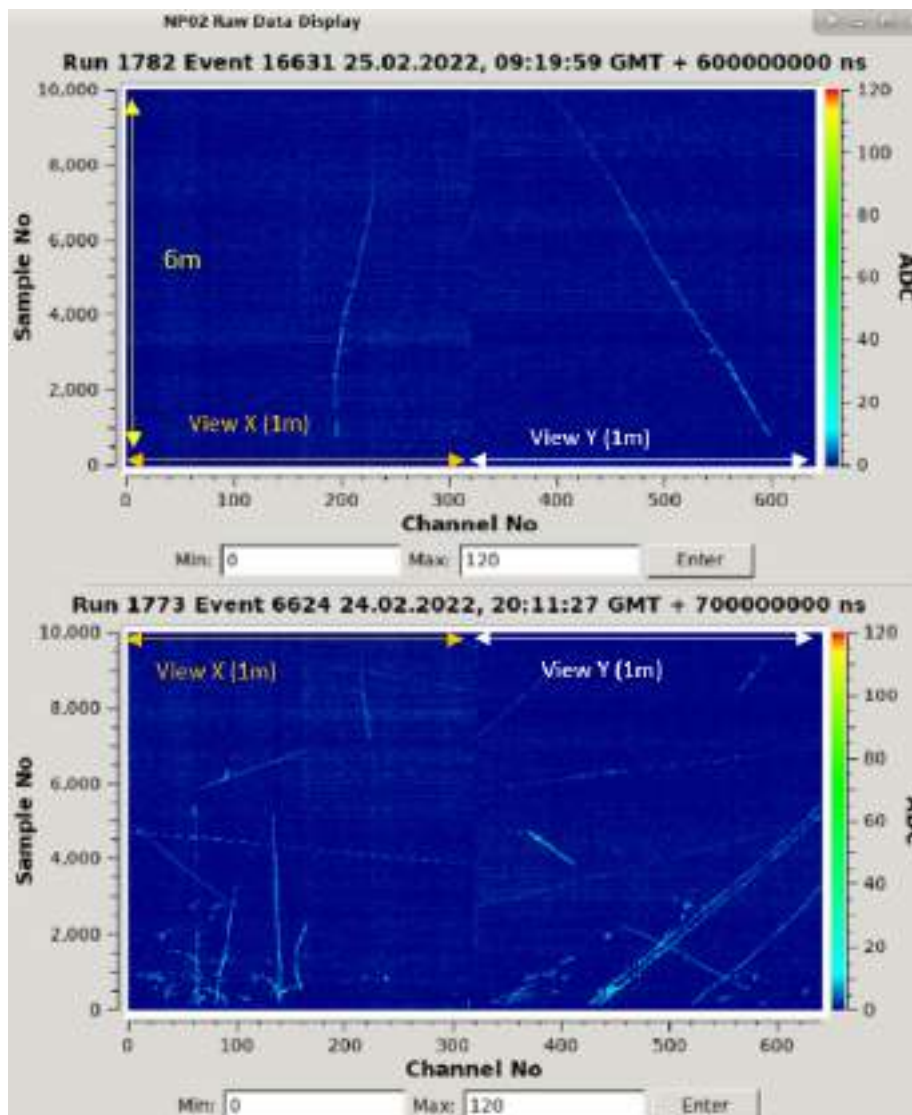 NP02 Raw Data Display
Run 1782 Event 16631 25.02.2022, 09:19:59 GMT + 600000000 ns
10,000
8,000
6,000
4,000
2,000
0
Sample No
6m
View X (1m)
View Y (1m)
120
100
80
60
40
20
0
ADC
0 100 200 300 400 500 600
Channel No
Min: 0 Max: 120 Enter
Run 1773 Event 6624 24.02.2022, 20:11:27 GMT + 700000000 ns
10,000
8,000
6,000
4,000
2,000
0
Sample No
View X (1m)
View Y (1m)
120
100
80
60
40
20
0
ADC
0 100 200 300 400 500 600
Channel No
Min: 0 Max: 120 Enter